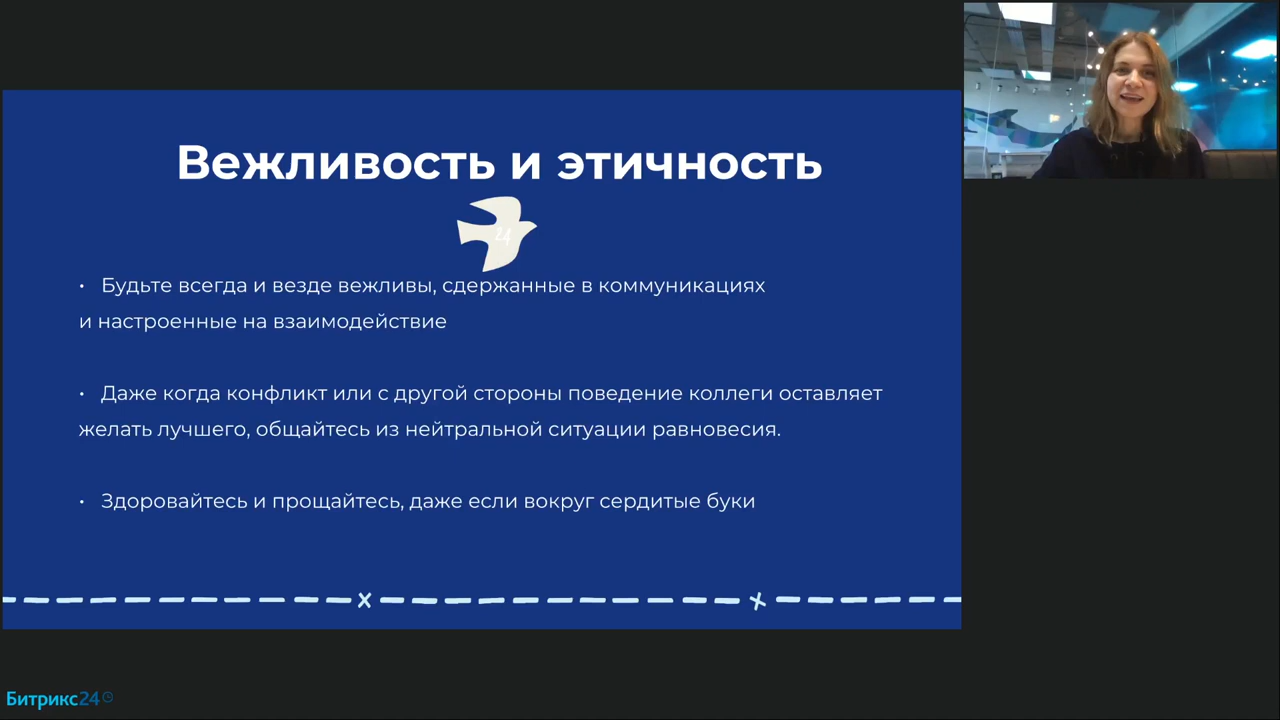 Вежливость и этичность
24
• Будьте всегда и везде вежливы, сдержанные в коммуникациях
и настроенные на взаимодействие
• Даже когда конфликт или с другой стороны поведение коллеги оставляет
желать лучшего, общайтесь из нейтральной ситуации равновесия.
• Здоровайтесь и прощайтесь, даже если вокруг сердитые буки
Битрикс24